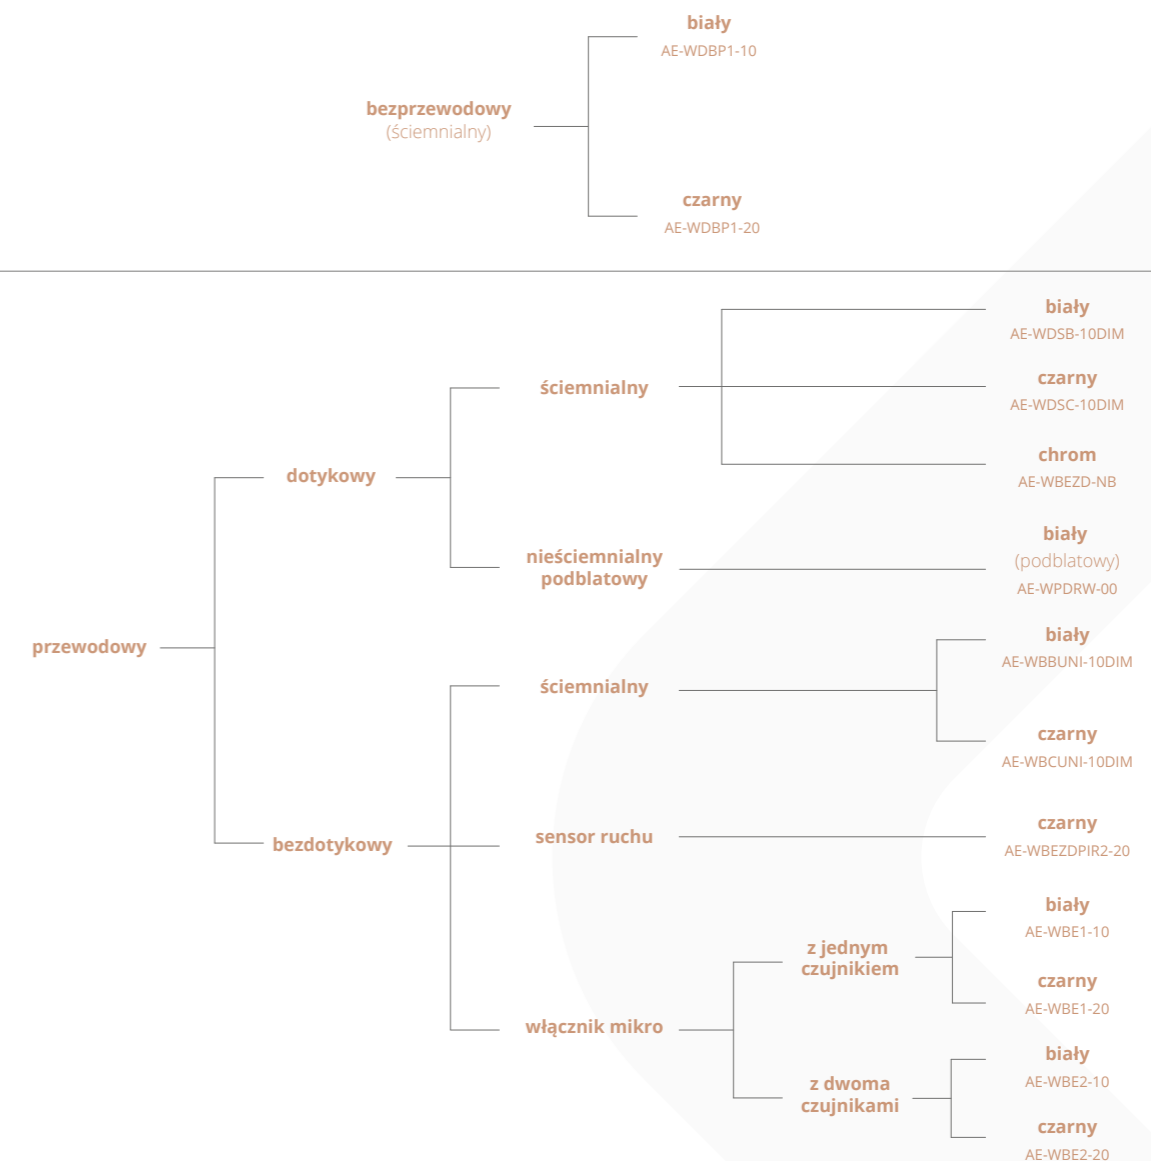 biały
AE-WDBP1-10
bezprzewodowy
(ściemnialny)
czarny
AE-WDBP1-20
biały
AE-WDSB-10DIM
ściemnialny
czarny
AE-WDSC-10DIM
chrom
AE-WBEZD-NB
dotykowy
nieściemnialny
podblatowy
biały
(podblatowy)
AE-WPDRW-00
przewodowy
ściemnialny
biały
AE-WBBUNI-10DIM
czarny
AE-WBCUNI-10DIM
bezdotykowy
sensor ruchu
czarny
AE-WBEZDPIR2-20
włącznik mikro
z jednym
czujnikiem
biały
AE-WBE1-10
czarny
AE-WBE1-20
z dwoma
czujnikami
biały
AE-WBE2-10
czarny
AE-WBE2-20